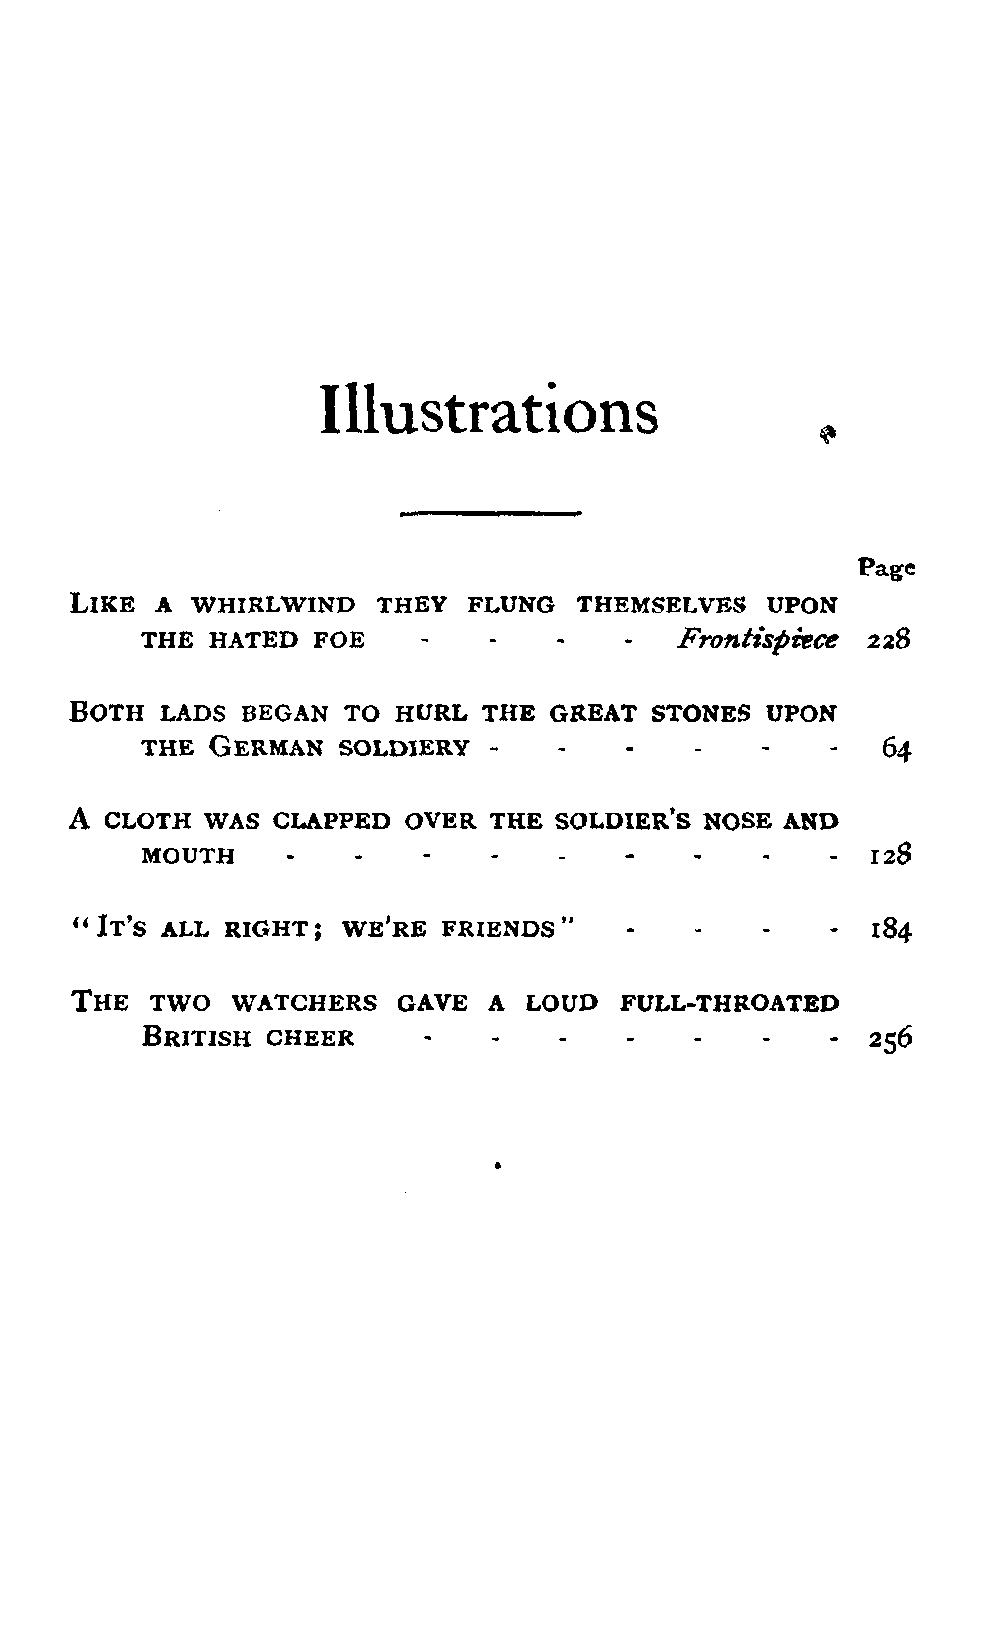 Illustrations
Page
LIKE A WHIRLWIND THEY FLUNG THEMSELVES UPON
THE HATED FOE - - - - Frontispiece 228
BOTH LADS BEGAN TO HURL THE GREAT STONES UPON
THE GERMAN SOLDIERY - - - - - - 64
A CLOTH WAS CLAPPED OVER THE SOLDIER'S NOSE AND
MOUTH - - - - - - - - - 128
"IT'S ALL RIGHT; WE'RE FRIENDS" - - - - 184
THE TWO WATCHERS GAVE A LOUD FULL-THROATED
BRITISH CHEER - - - - - - - 256